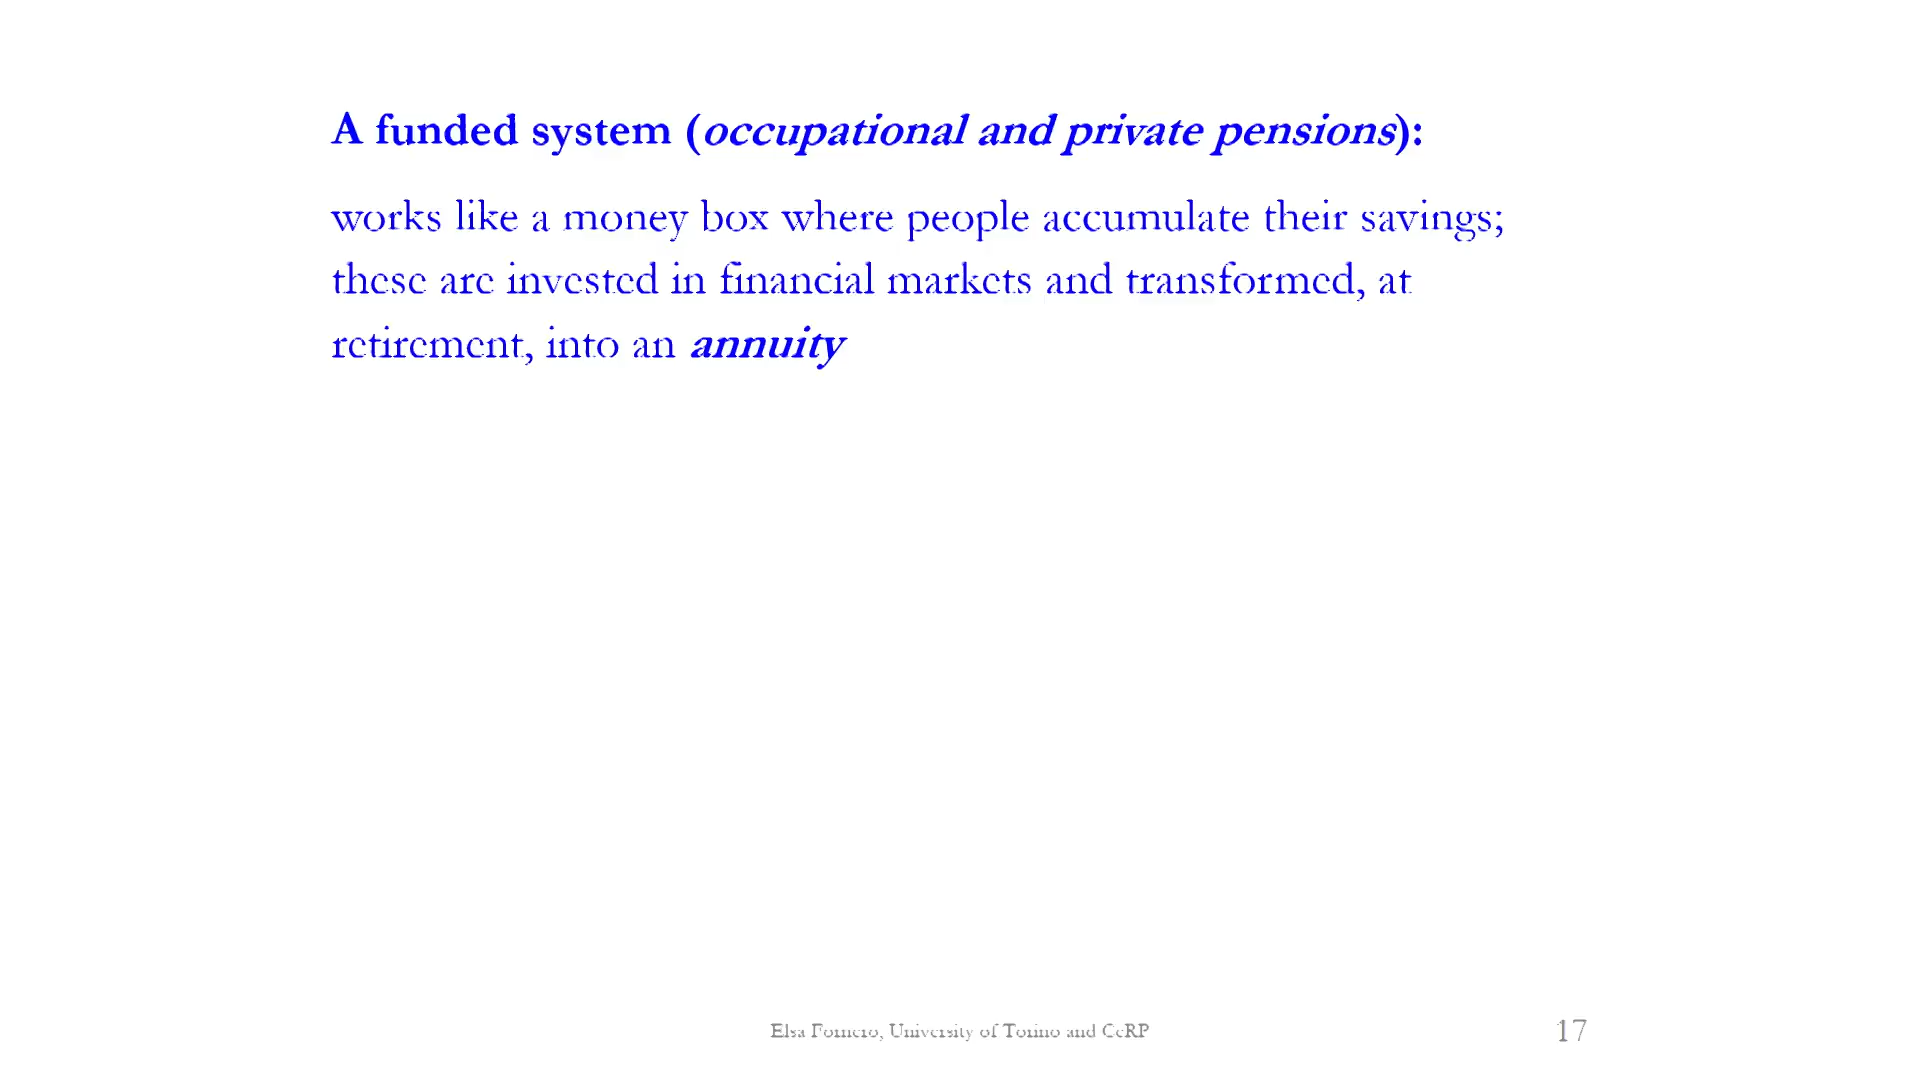 A funded system (occupational and private pensions):
works like a money box where people accumulate their savings;
these are invested in financial markets and transformed, at
retirement, into an annuity
Elsa Fornero, University of Torino and CeRP
17